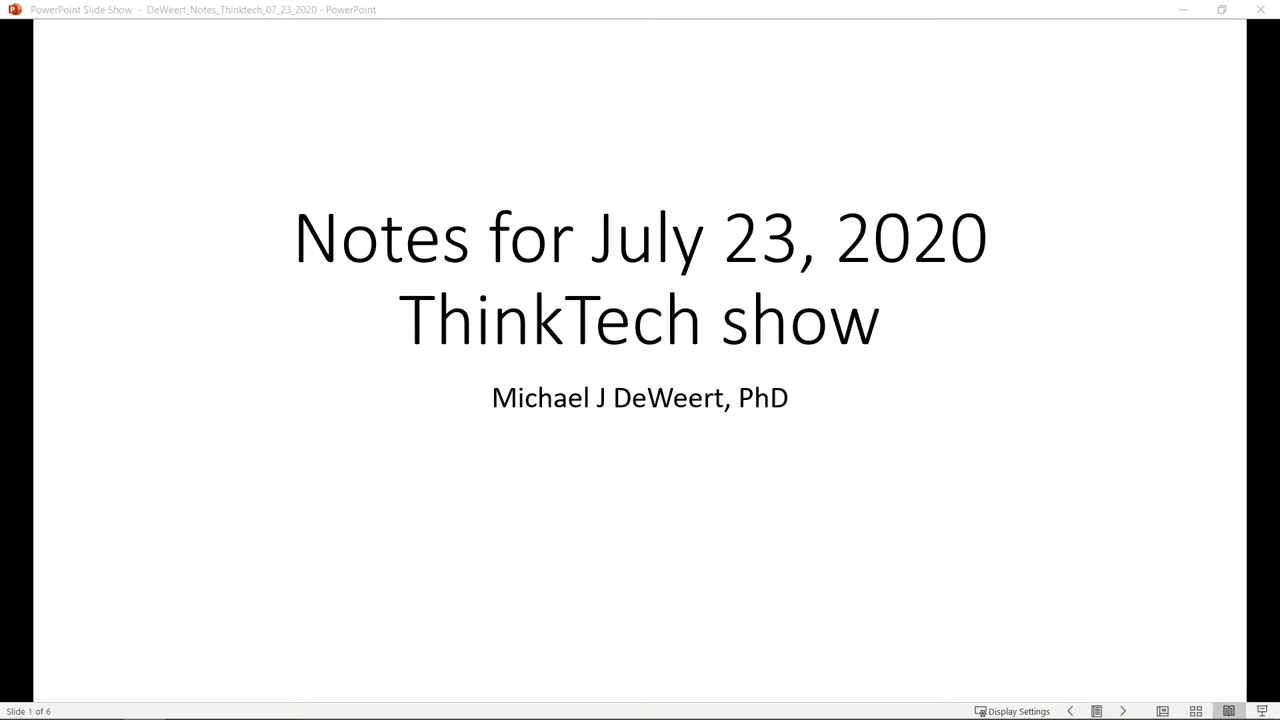 PowerPoint Slide Show - DeWeert_Notes_Thinktech_07_23_2020 - PowerPoint
Notes for July 23, 2020
ThinkTech show
Michael J DeWeert, PhD
Slide 1 of 6
Display Settings